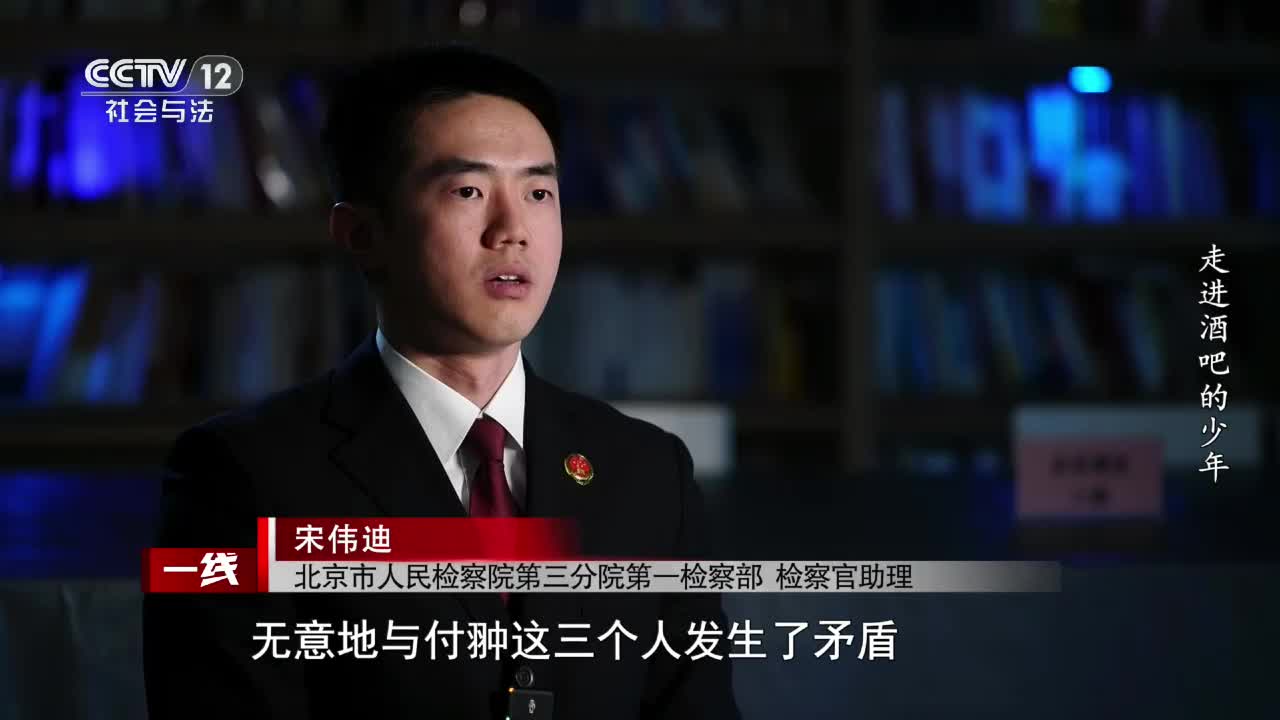 CCTV 12
社会与法
走进酒吧的少年
宋伟迪
一线
北京市人民检察院第三分院第一检察部 检察官助理
无意地与付翀这三个人发生了矛盾